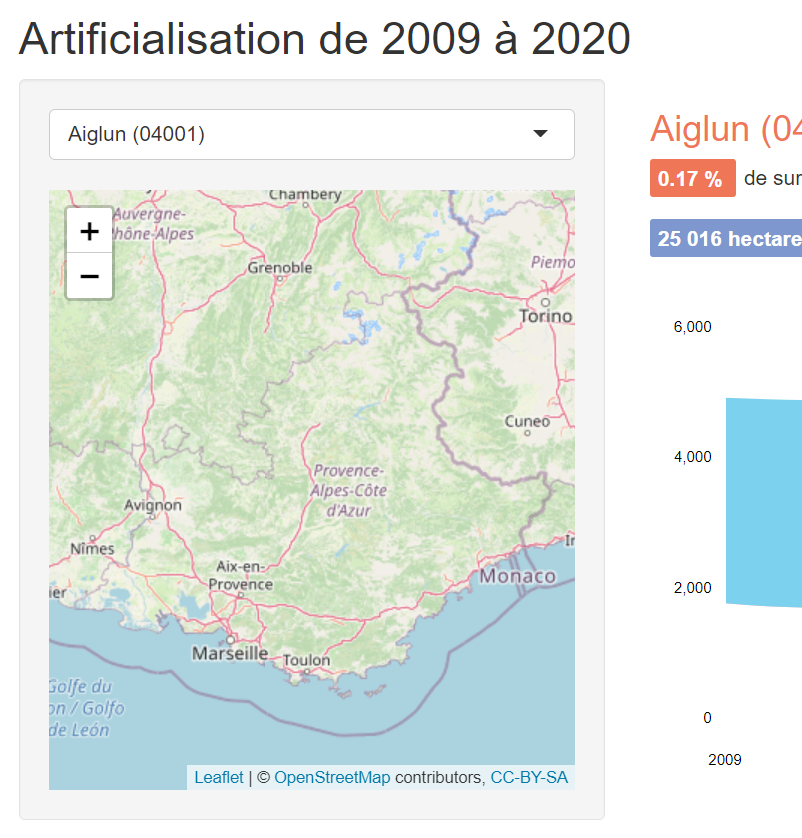 Artificialisation de 2009 à 2020
Aiglun (04001)
Aiglun (04
0.17 % de sur
25 016 hectare
Chambery
Auvergne-
Rhône-Alpes
Grenoble
Piemo
Torino
Cuneo
Provence-
Alpes-Côte
d'Azur
Avignon
Nîmes
Aix-en-
Provence
Monaco
ier
Marseille
Toulon
Golfe du
on / Golfo
de León
+
−
Leaflet | © OpenStreetMap contributors, CC-BY-SA
6,000
4,000
2,000
0
2009